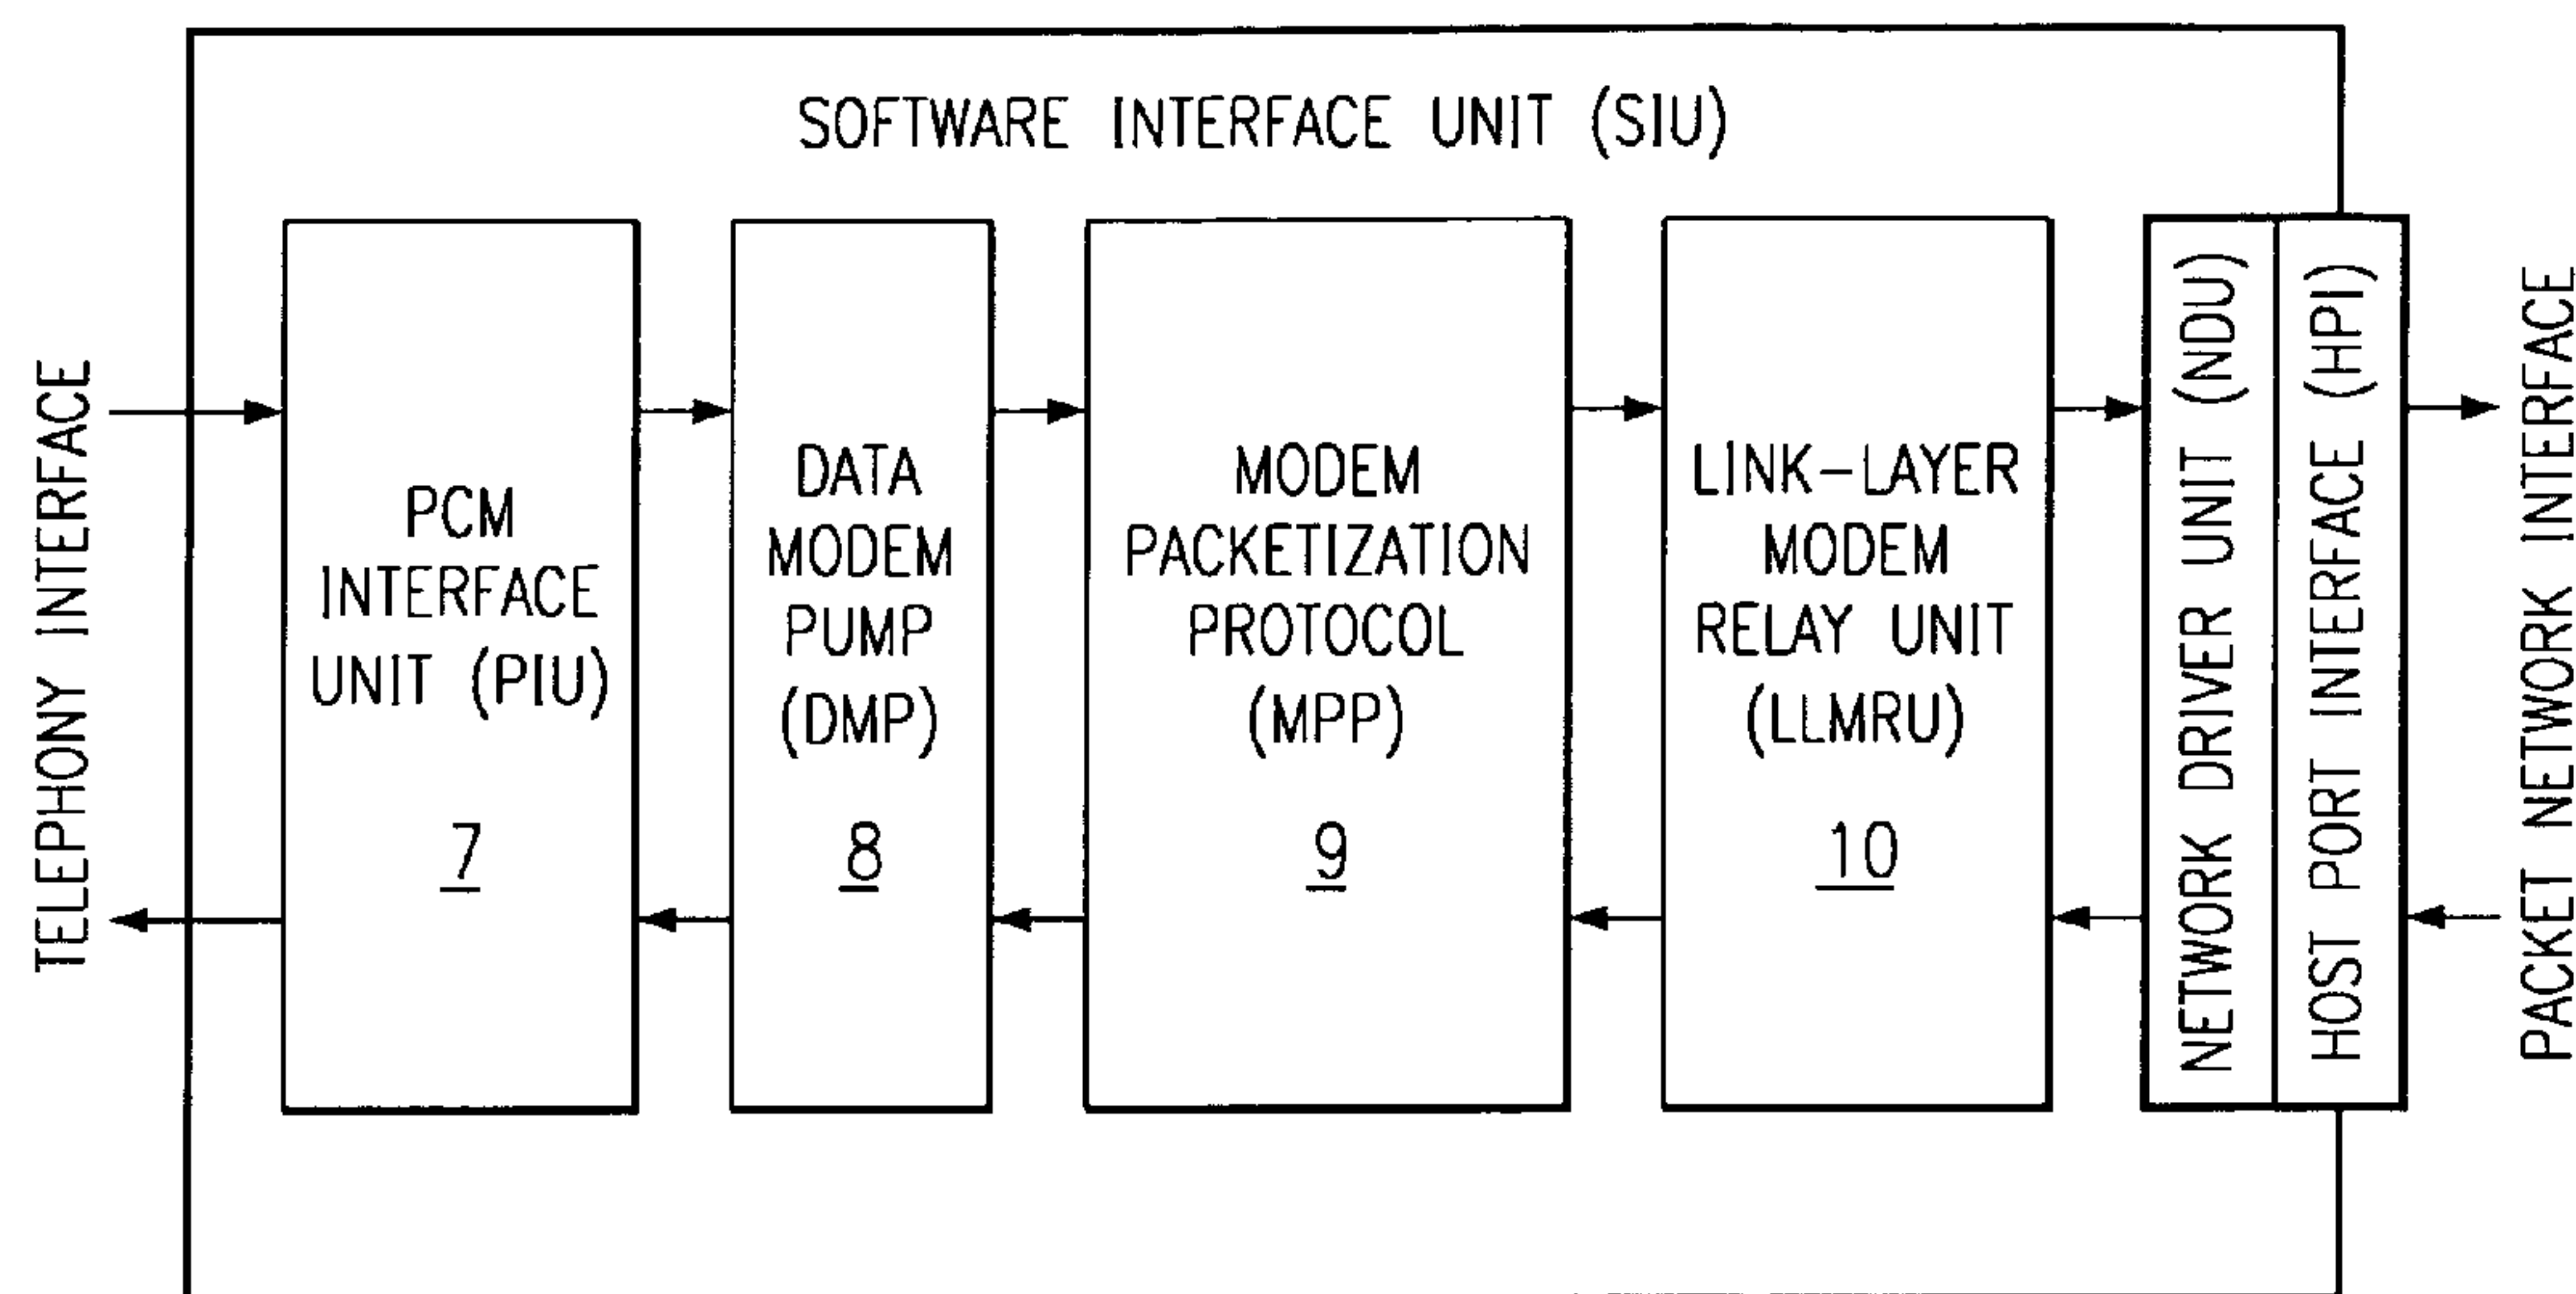 SOFTWARE INTERFACE UNIT (SIU)
TELEPHONY INTERFACE
PCM
INTERFACE
UNIT (PIU)
7
DATA
MODEM
PUMP
(DMP)
8
MODEM
PACKETIZATION
PROTOCOL
(MPP)
9
LINK-LAYER
MODEM
RELAY UNIT
(LLMRU)
10
NETWORK DRIVER UNIT (NDU)
HOST PORT INTERFACE (HPI)
PACKET NETWORK INTERFACE